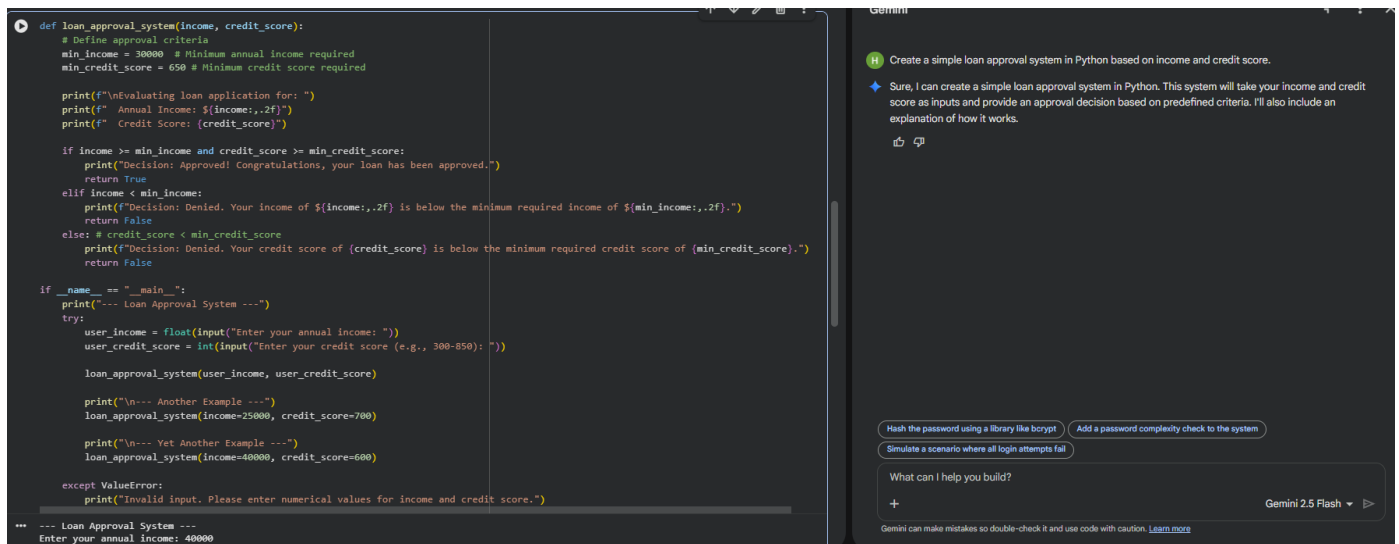 def loan_approval_system(income, credit_score):
    # Define approval criteria
    min_income = 30000  # Minimum annual income required
    min_credit_score = 650 # Minimum credit score required

    print(f"\nEvaluating loan application for: ")
    print(f"  Annual Income: ${income:,.2f}")
    print(f"  Credit Score: {credit_score}")

    if income >= min_income and credit_score >= min_credit_score:
        print("Decision: Approved! Congratulations, your loan has been approved.")
        return True
    elif income < min_income:
        print(f"Decision: Denied. Your income of ${income:,.2f} is below the minimum required income of ${min_income:,.2f}.")
        return False
    else: # credit_score < min_credit_score
        print(f"Decision: Denied. Your credit score of {credit_score} is below the minimum required credit score of {min_credit_score}.")
        return False

if __name__ == "__main__":
    print("--- Loan Approval System ---")
    try:
        user_income = float(input("Enter your annual income: "))
        user_credit_score = int(input("Enter your credit score (e.g., 300-850): "))

        loan_approval_system(user_income, user_credit_score)

        print("\n--- Another Example ---")
        loan_approval_system(income=25000, credit_score=700)

        print("\n--- Yet Another Example ---")
        loan_approval_system(income=40000, credit_score=600)

    except ValueError:
        print("Invalid input. Please enter numerical values for income and credit score.")
--- Loan Approval System ---
Enter your annual income: 40000
Gemini
H
Create a simple loan approval system in Python based on income and credit score.
Sure, I can create a simple loan approval system in Python. This system will take your income and credit
score as inputs and provide an approval decision based on predefined criteria. I'll also include an
explanation of how it works.
Hash the password using a library like bcrypt
Add a password complexity check to the system
Simulate a scenario where all login attempts fail
What can I help you build?
Gemini 2.5 Flash
Gemini can make mistakes so double-check it and use code with caution. Learn more